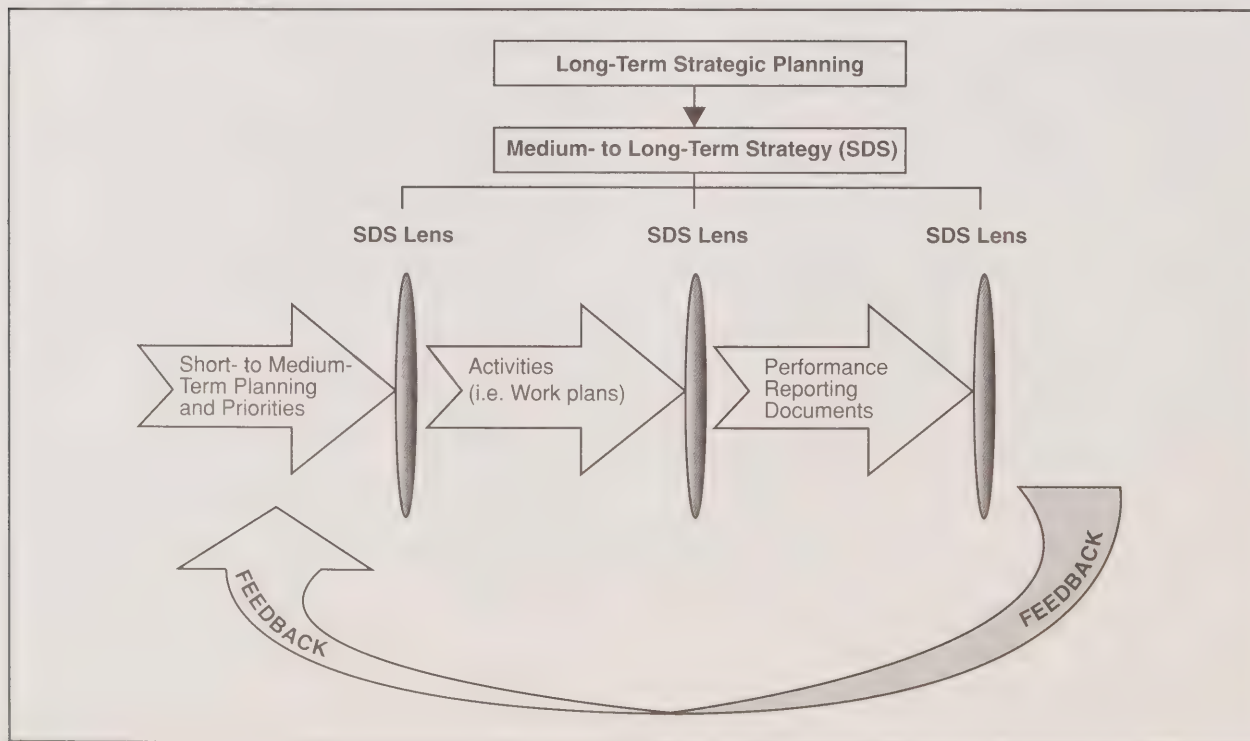 Long-Term Strategic Planning
Medium- to Long-Term Strategy (SDS)
SDS Lens
SDS Lens
SDS Lens
Short- to Medium-
Term Planning
and Priorities
Activities
(i.e. Work plans)
Performance
Reporting
Documents
FEEDBACK
FEEDBACK